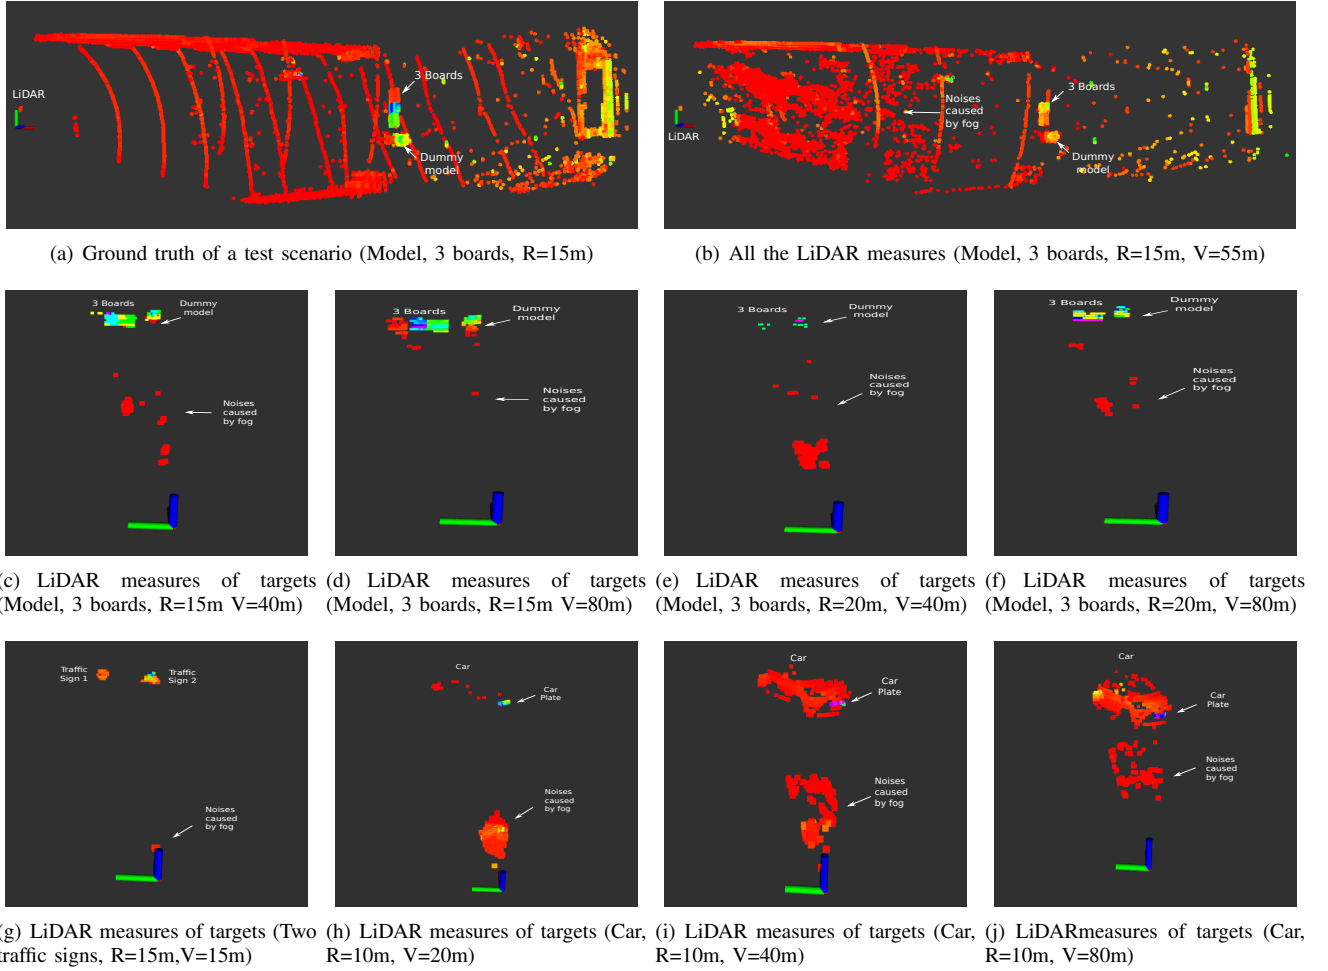 LiDAR
3 Boards
Dummy
model
(a) Ground truth of a test scenario (Model, 3 boards, R=15m)
LiDAR
Noises
caused
by fog
3 Boards
Dummy
model
(b) All the LiDAR measures (Model, 3 boards, R=15m, V=55m)
3 Boards
Dummy
model
Noises
caused
by fog
(c) LiDAR measures of targets
(Model, 3 boards, R=15m V=40m)
3 Boards
Dummy
model
Noises
caused
by fog
(d) LiDAR measures of targets
(Model, 3 boards, R=15m V=80m)
3 Boards
Dummy
model
Noises
caused
by fog
(e) LiDAR measures of targets
(Model, 3 boards, R=20m, V=40m)
3 Boards
Dummy
model
Noises
caused
by fog
(f) LiDAR measures of targets
(Model, 3 boards, R=20m, V=80m)
Traffic
Sign 1
Traffic
Sign 2
Noises
caused
by fog
(g) LiDAR measures of targets (Two
traffic signs, R=15m,V=15m)
Car
Car
Plate
Noises
caused
by fog
(h) LiDAR measures of targets (Car,
R=10m, V=20m)
Car
Car
Plate
Noises
caused
by fog
(i) LiDAR measures of targets (Car,
R=10m, V=40m)
Car
Car
Plate
Noises
caused
by fog
(j) LiDARmeasures of targets (Car,
R=10m, V=80m)